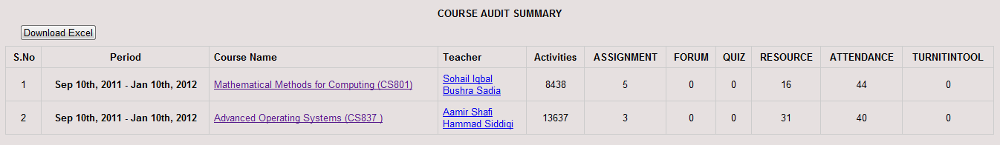 COURSE AUDIT SUMMARY
Download Excel
S.No Period Course Name Teacher Activities ASSIGNMENT FORUM QUIZ RESOURCE ATTENDANCE TURNITINTOOL
1 Sep 10th, 2011 - Jan 10th, 2012 Mathematical Methods for Computing (CS801) Sohail Iqbal 8438 5 0 0 16 44 0
Bushra Sadia
2 Sep 10th, 2011 - Jan 10th, 2012 Advanced Operating Systems (CS837 ) Aamir Shafi 13637 3 0 0 31 40 0
Hammad Siddiqi